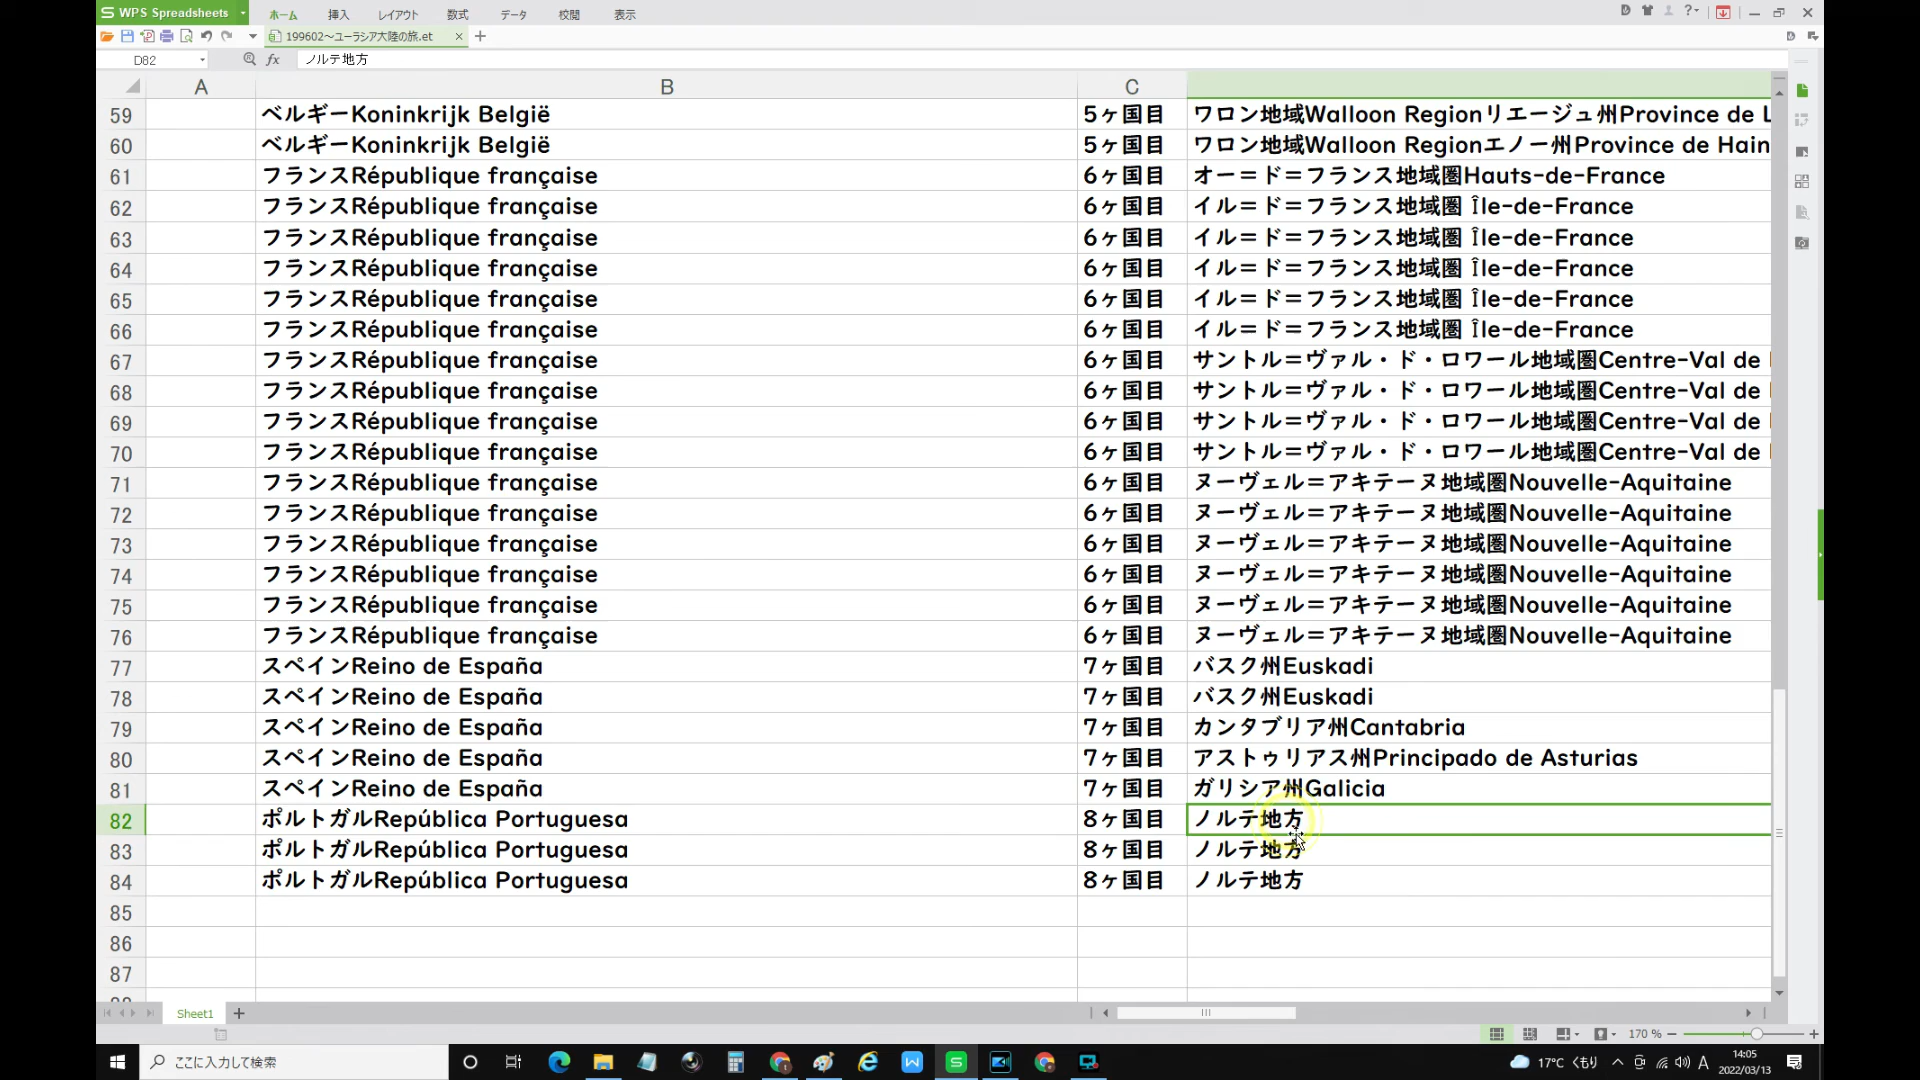 WPS Spreadsheets ホーム 挿入 レイアウト 数式 データ 校閲 表示
199602～ユーラシア大陸の旅.et
D82 fx ノルテ地方
A B C
59 ベルギーKoninkrijk België 5ヶ国目 ワロン地域Walloon Regionリエージュ州Province de L
60 ベルギーKoninkrijk België 5ヶ国目 ワロン地域Walloon Regionエノー州Province de Hain
61 フランスRépublique française 6ヶ国目 オー＝ド＝フランス地域圏Hauts-de-France
62 フランスRépublique française 6ヶ国目 イル＝ド＝フランス地域圏 Île-de-France
63 フランスRépublique française 6ヶ国目 イル＝ド＝フランス地域圏 Île-de-France
64 フランスRépublique française 6ヶ国目 イル＝ド＝フランス地域圏 Île-de-France
65 フランスRépublique française 6ヶ国目 イル＝ド＝フランス地域圏 Île-de-France
66 フランスRépublique française 6ヶ国目 イル＝ド＝フランス地域圏 Île-de-France
67 フランスRépublique française 6ヶ国目 サントル＝ヴァル・ド・ロワール地域圏Centre-Val de
68 フランスRépublique française 6ヶ国目 サントル＝ヴァル・ド・ロワール地域圏Centre-Val de
69 フランスRépublique française 6ヶ国目 サントル＝ヴァル・ド・ロワール地域圏Centre-Val de
70 フランスRépublique française 6ヶ国目 サントル＝ヴァル・ド・ロワール地域圏Centre-Val de
71 フランスRépublique française 6ヶ国目 ヌーヴェル＝アキテーヌ地域圏Nouvelle-Aquitaine
72 フランスRépublique française 6ヶ国目 ヌーヴェル＝アキテーヌ地域圏Nouvelle-Aquitaine
73 フランスRépublique française 6ヶ国目 ヌーヴェル＝アキテーヌ地域圏Nouvelle-Aquitaine
74 フランスRépublique française 6ヶ国目 ヌーヴェル＝アキテーヌ地域圏Nouvelle-Aquitaine
75 フランスRépublique française 6ヶ国目 ヌーヴェル＝アキテーヌ地域圏Nouvelle-Aquitaine
76 フランスRépublique française 6ヶ国目 ヌーヴェル＝アキテーヌ地域圏Nouvelle-Aquitaine
77 スペインReino de España 7ヶ国目 バスク州Euskadi
78 スペインReino de España 7ヶ国目 バスク州Euskadi
79 スペインReino de España 7ヶ国目 カンタブリア州Cantabria
80 スペインReino de España 7ヶ国目 アストゥリアス州Principado de Asturias
81 スペインReino de España 7ヶ国目 ガリシア州Galicia
82 ポルトガルRepública Portuguesa 8ヶ国目 ノルテ地方
83 ポルトガルRepública Portuguesa 8ヶ国目 ノルテ地方
84 ポルトガルRepública Portuguesa 8ヶ国目 ノルテ地方
85
86
87
Sheet1
170 %
ここに入力して検索 17°C くもり A 14:05
2022/03/13